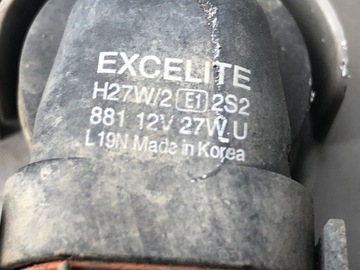 EXCELITE
H27W/2 E1 2S2
881 12V 27W U
L19N Made in Korea